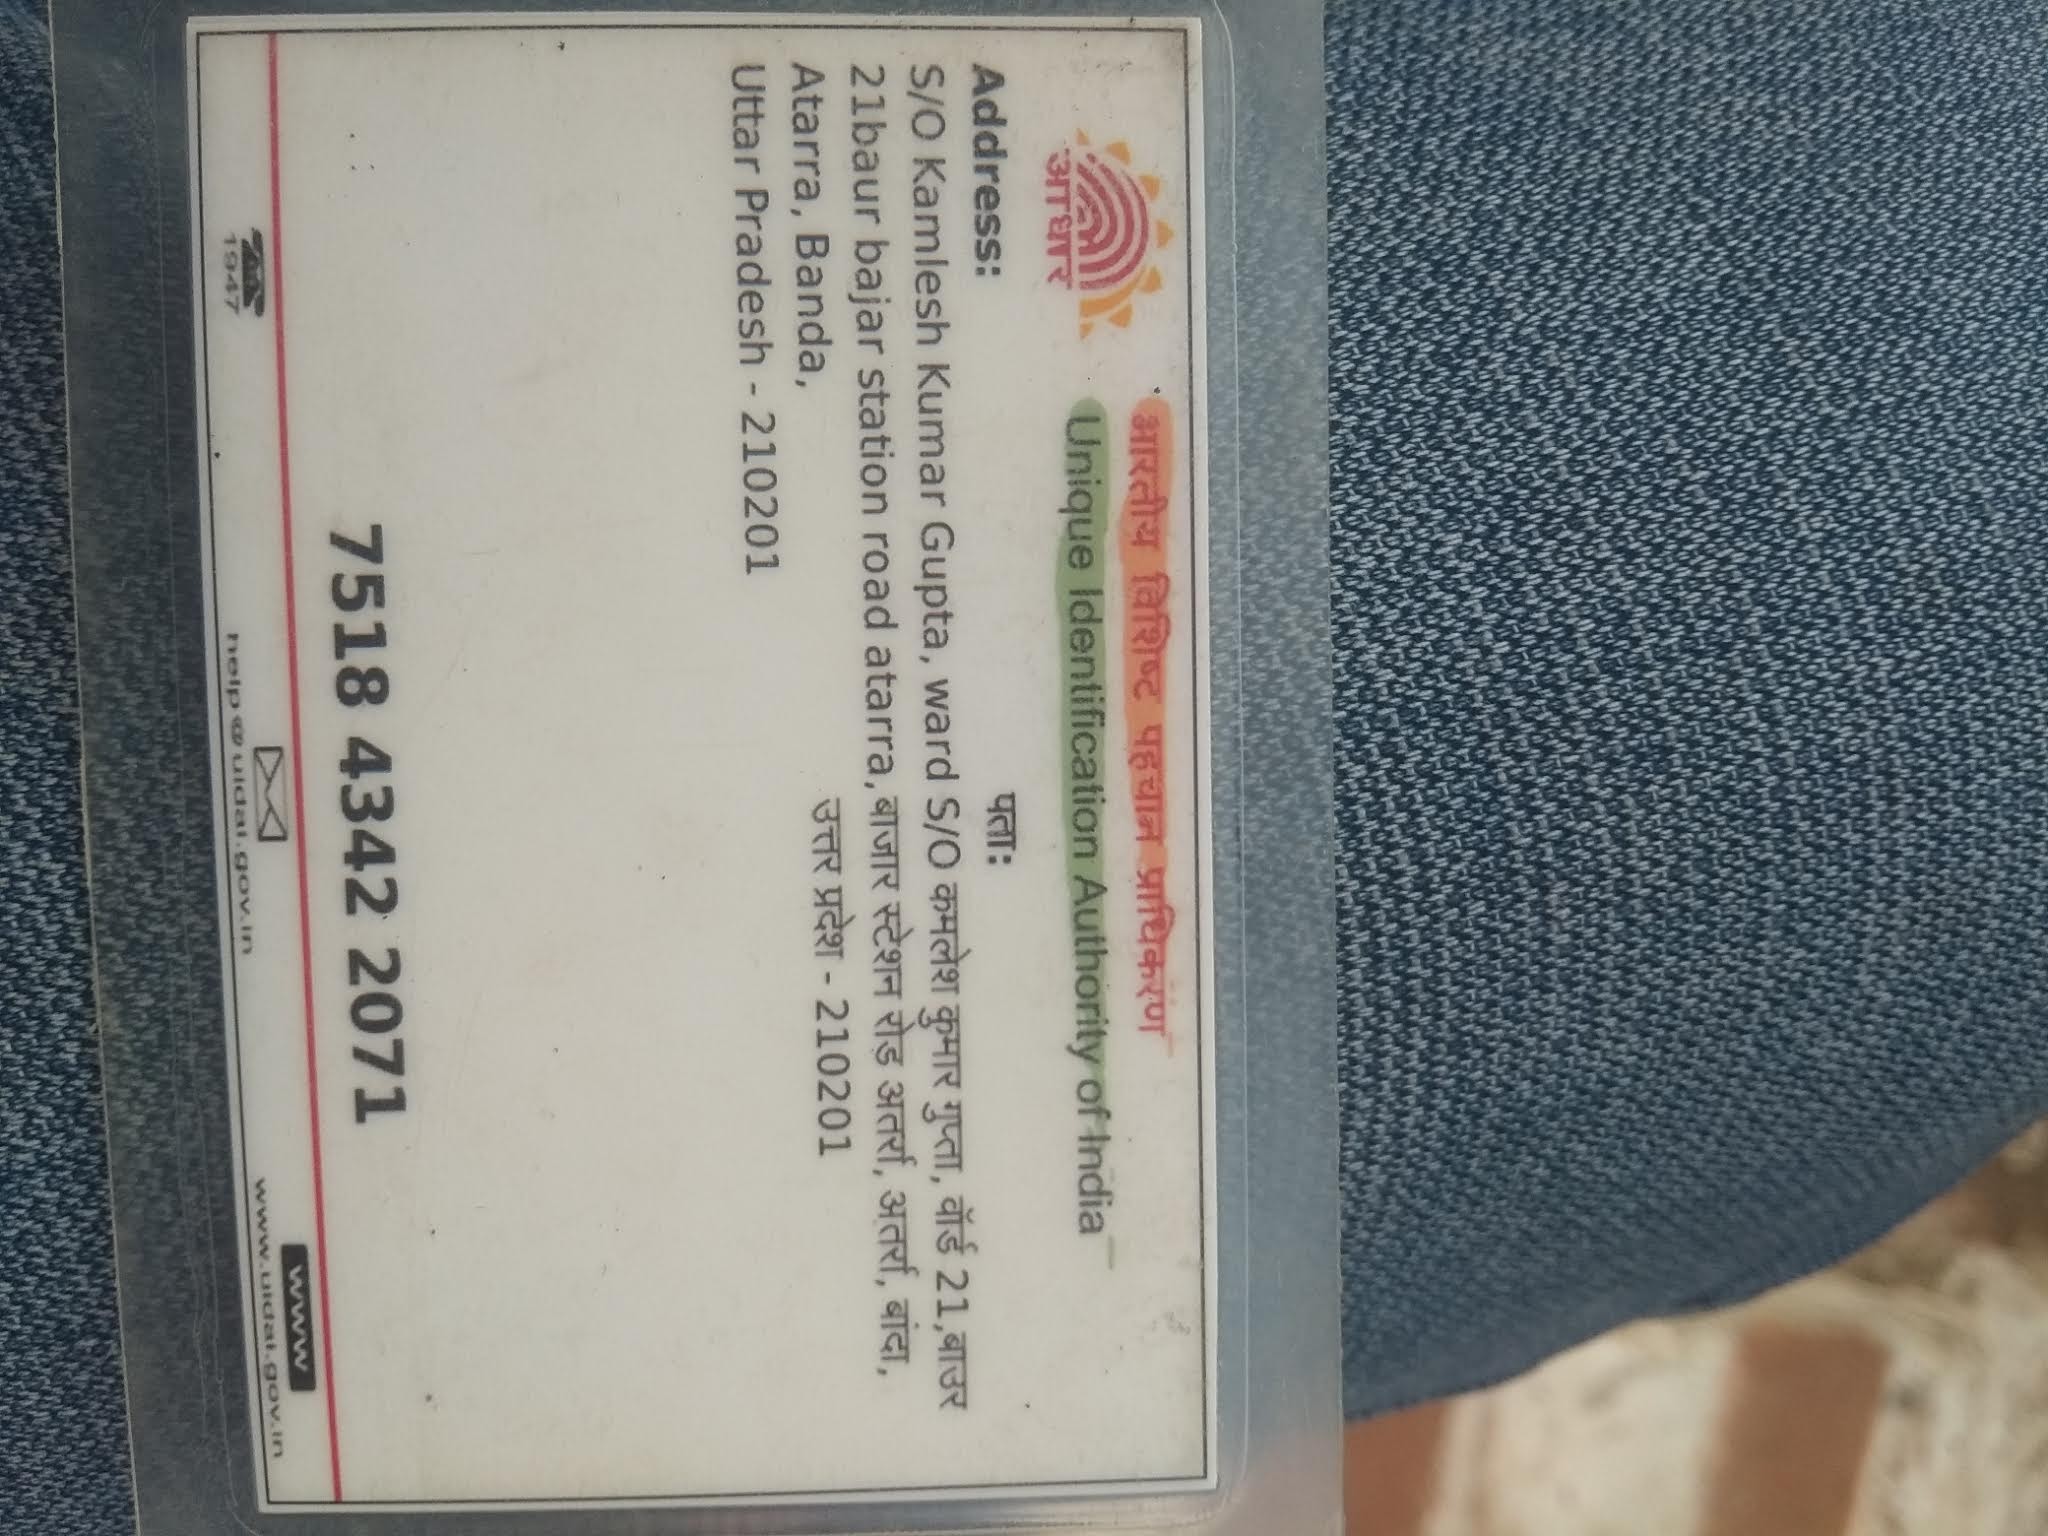 आधार
भारतीय विशिष्ट पहचान प्राधिकरण
Unique Identification Authority of India
Address:
S/O Kamlesh Kumar Gupta, ward
21baur bajar station road atarra,
Atarra, Banda,
Uttar Pradesh - 210201
पता:
S/O कमलेश कुमार गुप्ता, वॉर्ड 21,बाउर
बाजार स्टेशन रोड अतर्रा, अतर्रा, बांदा,
उत्तर प्रदेश - 210201
7518 4342 2071
1947
help@uidai.gov.in
www
www.uidai.gov.in